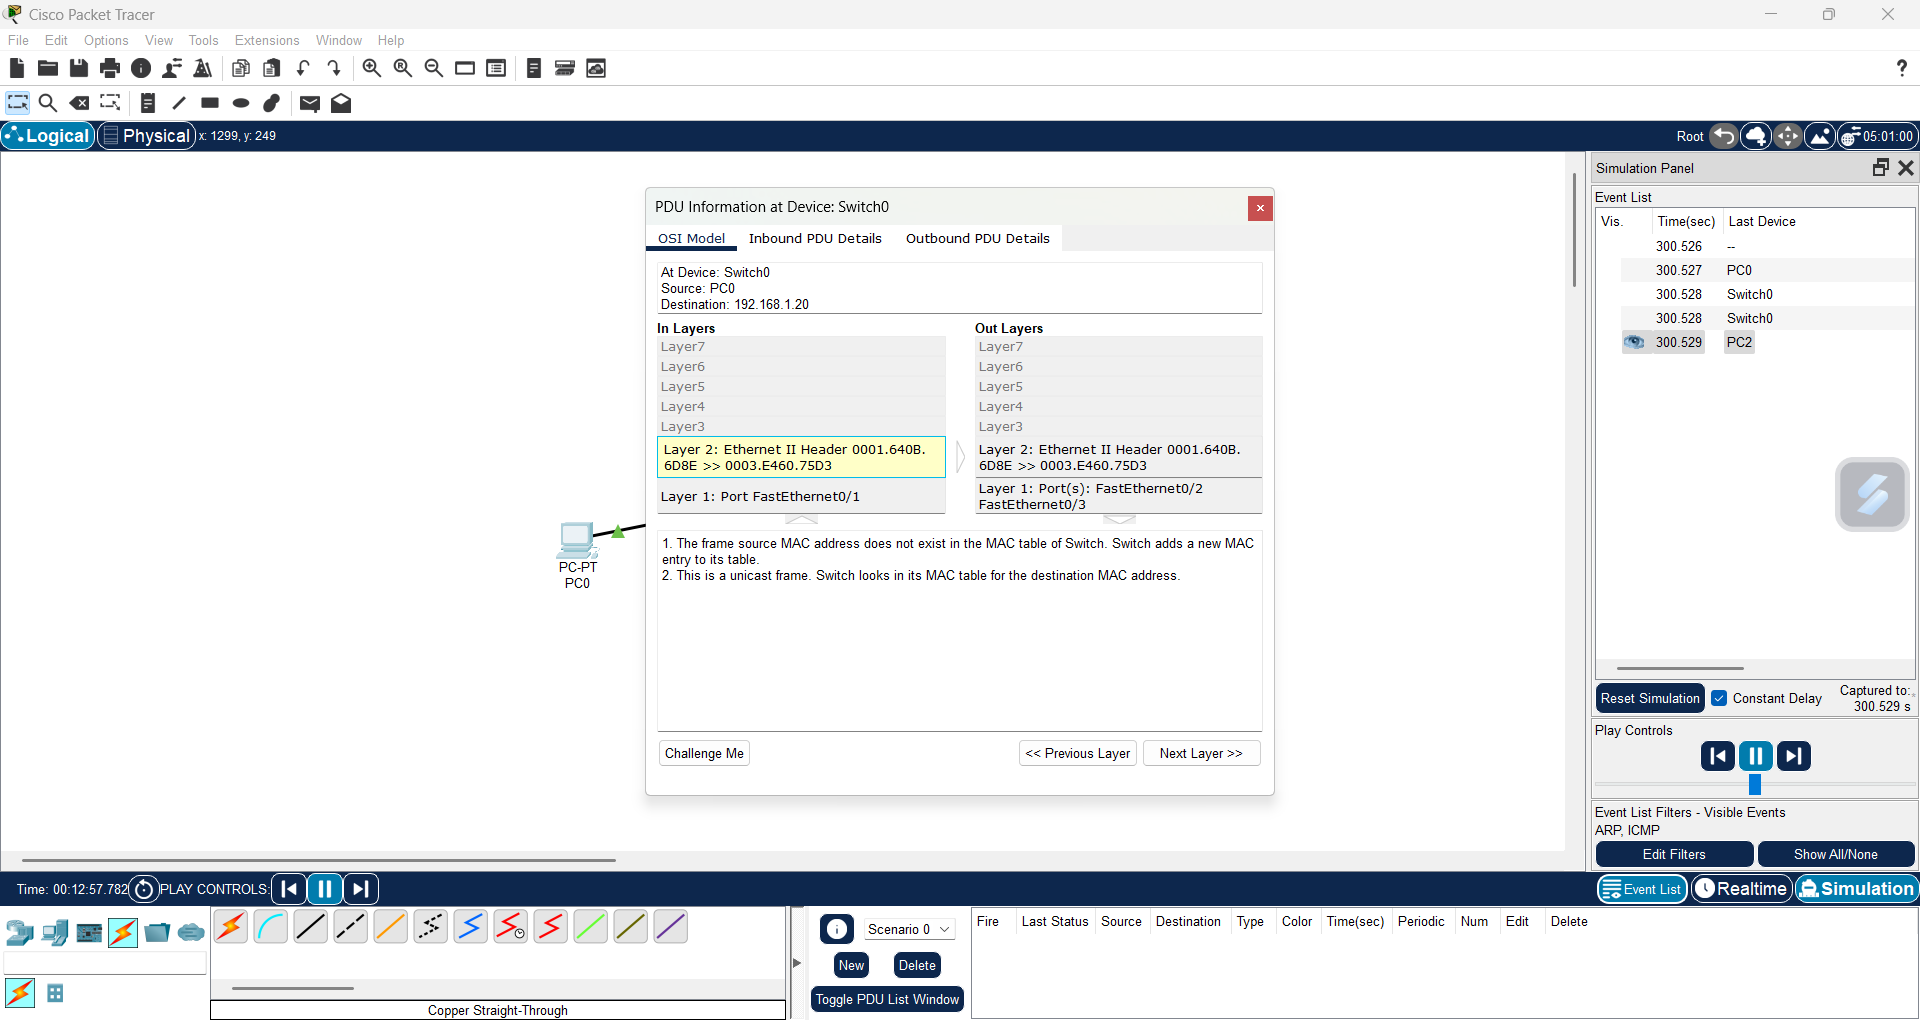 Cisco Packet Tracer
File Edit Options View Tools Extensions Window Help
?
Logical Physical x: 1299, y: 249
Root 05:01:00
Simulation Panel
Event List
Vis. Time(sec) Last Device
300.526 --
300.527 PC0
300.528 Switch0
300.528 Switch0
300.529 PC2
PDU Information at Device: Switch0
OSI Model Inbound PDU Details Outbound PDU Details
At Device: Switch0
Source: PC0
Destination: 192.168.1.20
In Layers
Layer7
Layer6
Layer5
Layer4
Layer3
Layer 2: Ethernet II Header 0001.640B.
6D8E >> 0003.E460.75D3
Layer 1: Port FastEthernet0/1
Out Layers
Layer7
Layer6
Layer5
Layer4
Layer3
Layer 2: Ethernet II Header 0001.640B.
6D8E >> 0003.E460.75D3
Layer 1: Port(s): FastEthernet0/2
FastEthernet0/3
1. The frame source MAC address does not exist in the MAC table of Switch. Switch adds a new MAC
entry to its table.
2. This is a unicast frame. Switch looks in its MAC table for the destination MAC address.
Challenge Me << Previous Layer Next Layer >>
PC-PT
PC0
Reset Simulation Constant Delay Captured to:
300.529 s
Play Controls
Event List Filters - Visible Events
ARP, ICMP
Edit Filters Show All/None
Time: 00:12:57.782 PLAY CONTROLS:
Event List Realtime Simulation
Scenario 0
New Delete
Toggle PDU List Window
Fire Last Status Source Destination Type Color Time(sec) Periodic Num Edit Delete
Copper Straight-Through